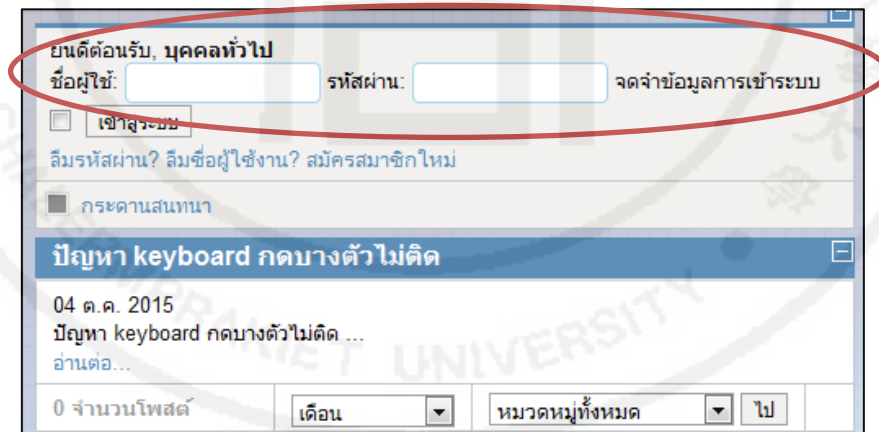 ยินดีต้อนรับ, บุคคลทั่วไป
ชื่อผู้ใช้: รหัสผ่าน: จดจำข้อมูลการเข้าระบบ
เข้าสู่ระบบ
ลืมรหัสผ่าน? ลืมชื่อผู้ใช้งาน? สมัครสมาชิกใหม่
กระดานสนทนา
ปัญหา keyboard กดบางตัวไม่ติด
04 ต.ค. 2015
ปัญหา keyboard กดบางตัวไม่ติด ...
อ่านต่อ...
0 จำนวนโพสต์ เดือน หมวดหมู่ทั้งหมด ไป
UNIVERSITY